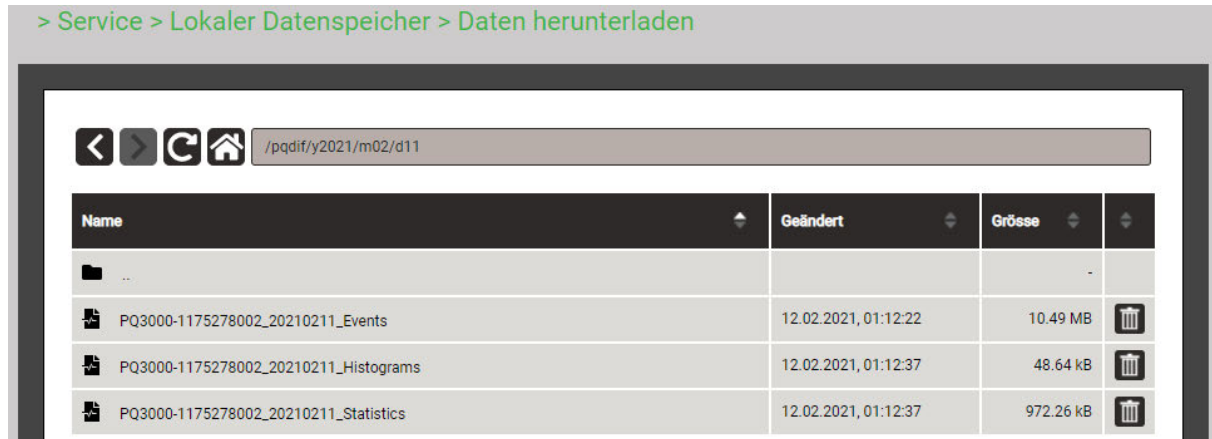 > Service > Lokaler Datenspeicher > Daten herunterladen
/pqdif/y2021/m02/d11
Name Geändert Grösse
.. -
PQ3000-1175278002_20210211_Events 12.02.2021, 01:12:22 10.49 MB
PQ3000-1175278002_20210211_Histograms 12.02.2021, 01:12:37 48.64 kB
PQ3000-1175278002_20210211_Statistics 12.02.2021, 01:12:37 972.26 kB